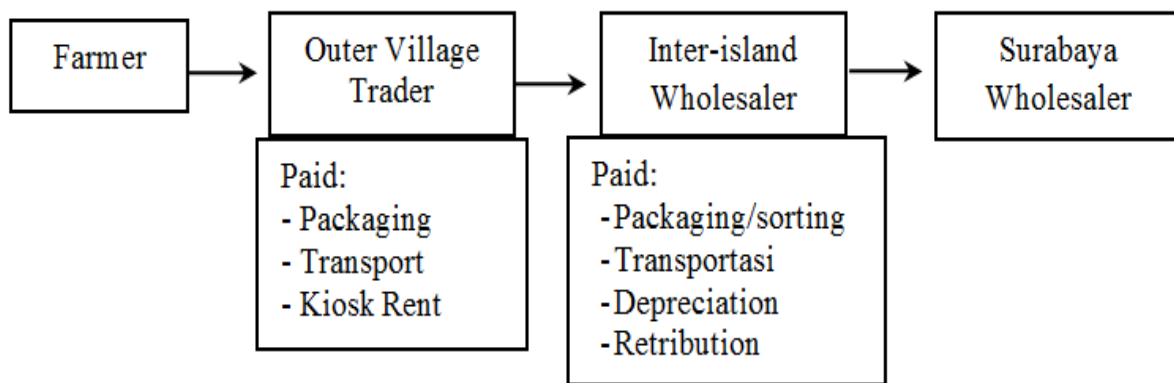 Farmer
Outer Village
Trader
Inter-island
Wholesaler
Surabaya
Wholesaler
Paid:
- Packaging
- Transport
- Kiosk Rent
Paid:
-Packaging/sorting
-Transportasi
-Depreciation
-Retribution